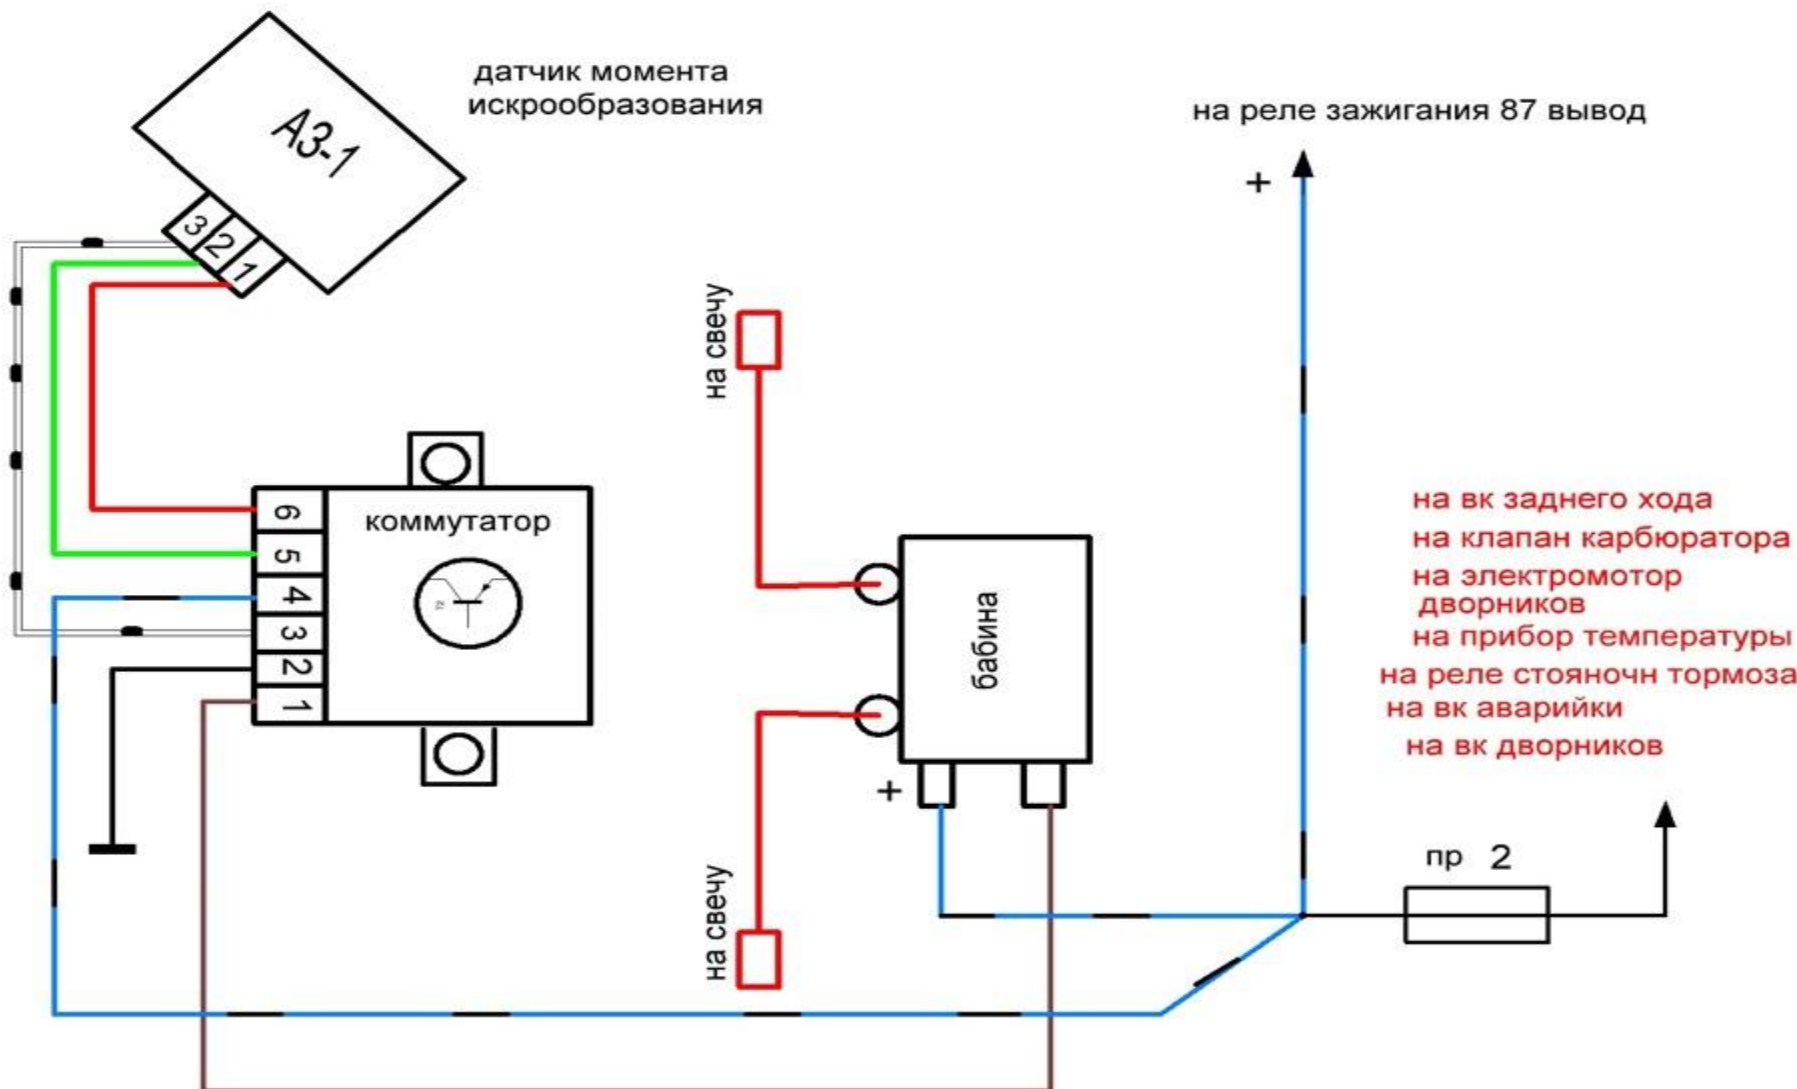 датчик момента
искрообразования
АЗ-1
3
2
1
на реле зажигания 87 вывод
+
на свечу
6
5
4
3
2
1
коммутатор
бабина
+
на свечу
на вк заднего хода
на клапан карбюратора
на электромотор
дворников
на прибор температуры
на реле стояночн тормоза
на вк аварийки
на вк дворников
пр 2